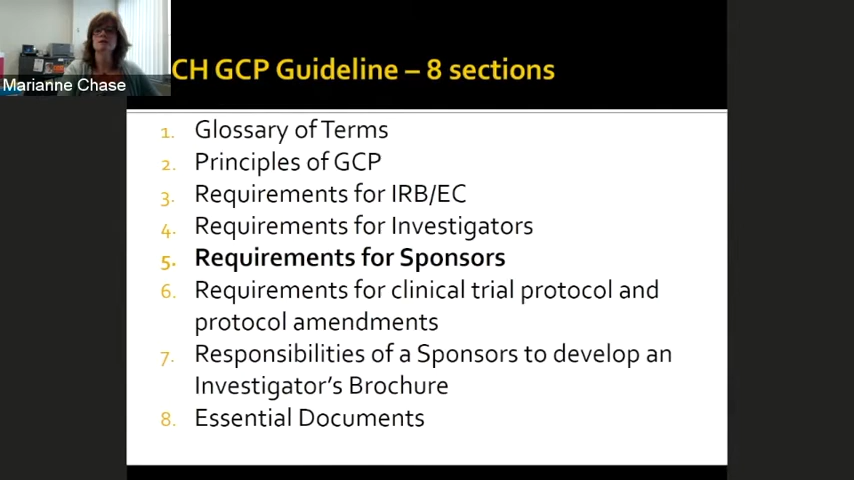 CH GCP Guideline – 8 sections
Marianne Chase
1. Glossary of Terms
2. Principles of GCP
3. Requirements for IRB/EC
4. Requirements for Investigators
5. Requirements for Sponsors
6. Requirements for clinical trial protocol and
protocol amendments
7. Responsibilities of a Sponsors to develop an
Investigator's Brochure
8. Essential Documents